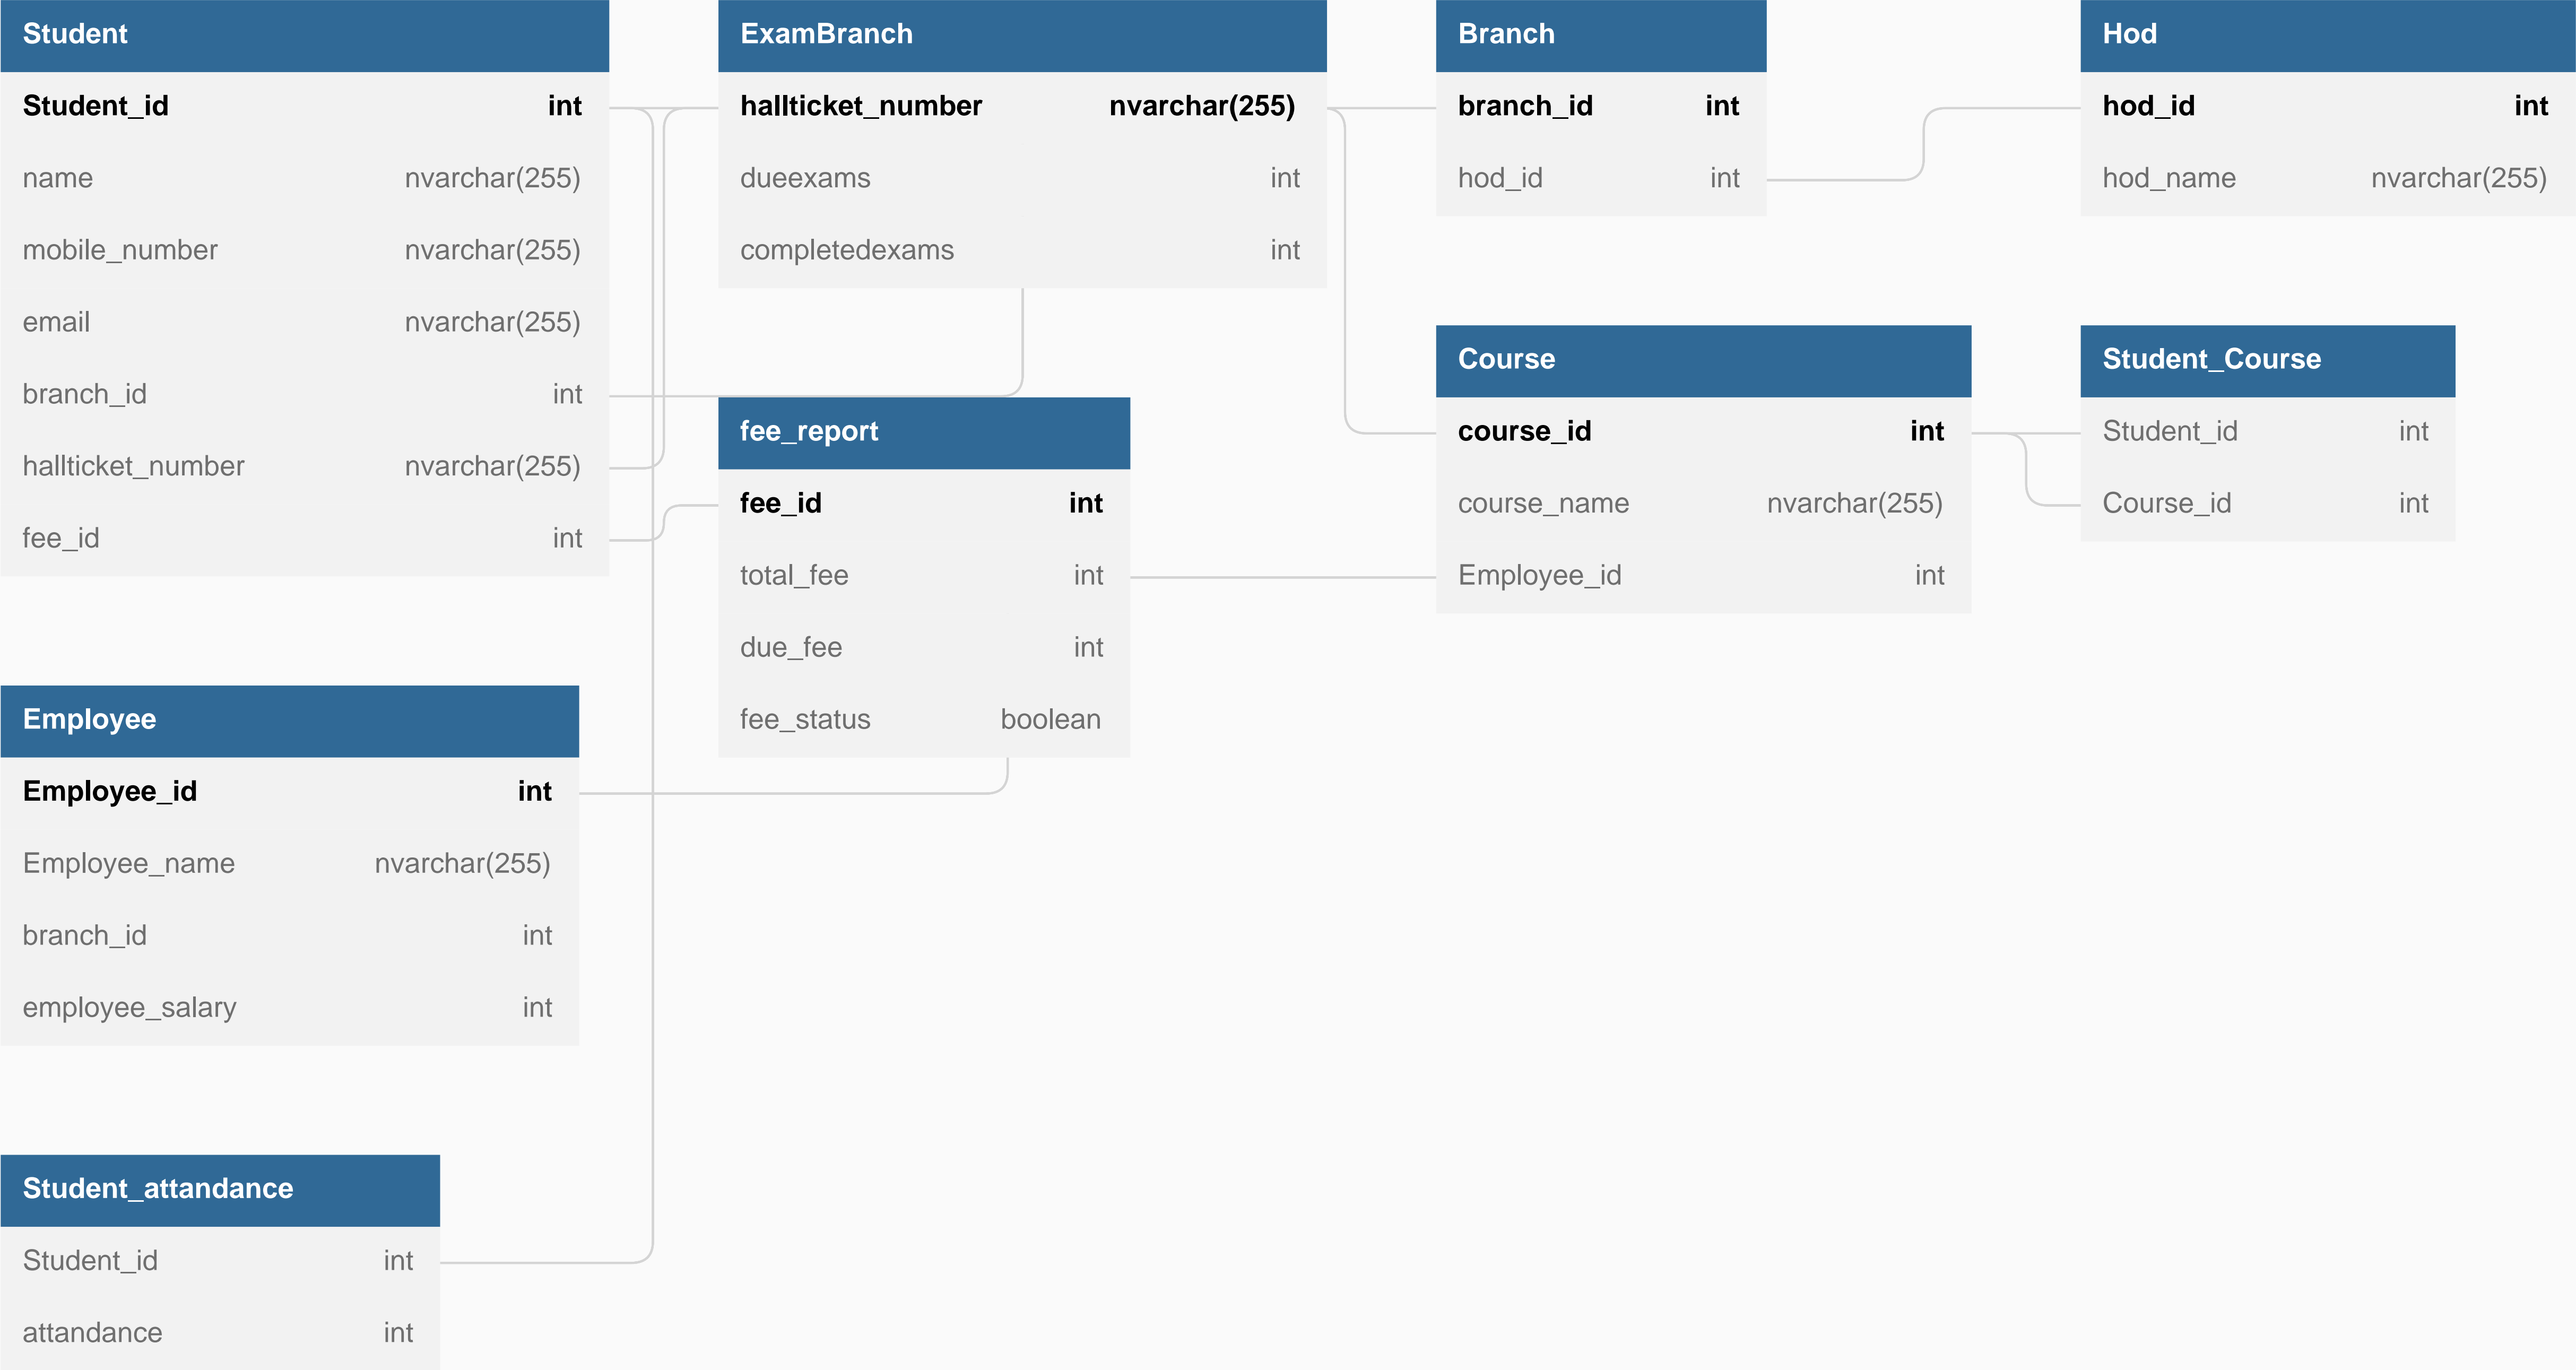 Student
Student_id int
name nvarchar(255)
mobile_number nvarchar(255)
email nvarchar(255)
branch_id int
hallticket_number nvarchar(255)
fee_id int
ExamBranch
hallticket_number nvarchar(255)
dueexams int
completedexams int
Branch
branch_id int
hod_id int
Hod
hod_id int
hod_name nvarchar(255)
fee_report
fee_id int
total_fee int
due_fee int
fee_status boolean
Course
course_id int
course_name nvarchar(255)
Employee_id int
Student_Course
Student_id int
Course_id int
Employee
Employee_id int
Employee_name nvarchar(255)
branch_id int
employee_salary int
Student_attandance
Student_id int
attandance int